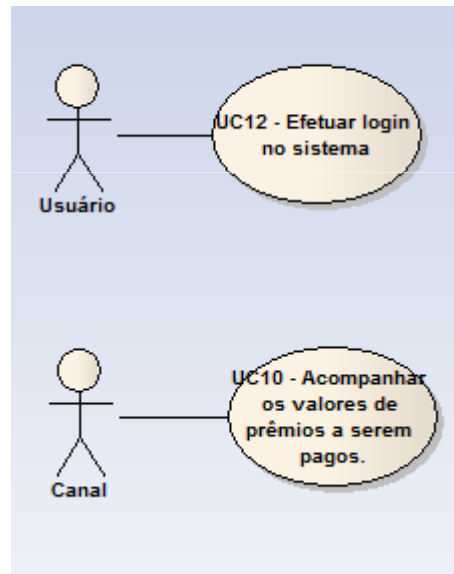 UC12 - Efetuar login
no sistema
Usuário
UC10 - Acompanhar
os valores de
prêmios a serem
pagos.
Canal